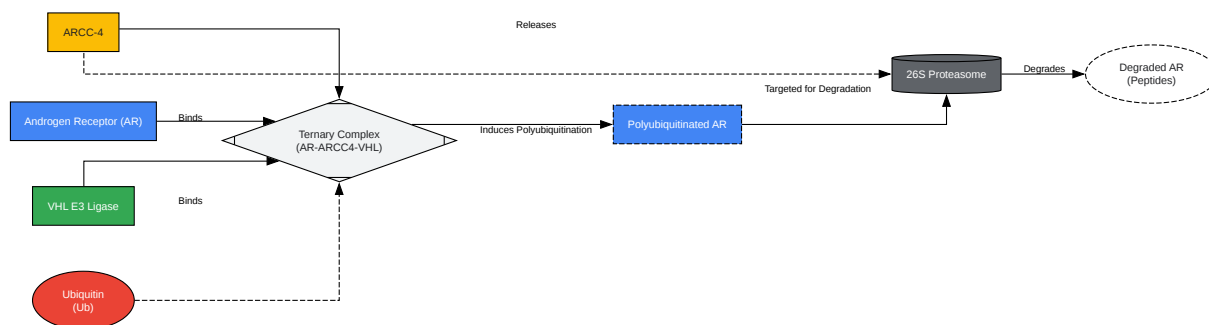 ARCC-4
Releases
26S Proteasome
Degrades
Degraded AR
(Peptides)
Targeted for Degradation
Androgen Receptor (AR)
Binds
Ternary Complex
(AR-ARCC4-VHL)
Induces Polyubiquitination
Polyubiquitinated AR
VHL E3 Ligase
Binds
Ubiquitin
(Ub)